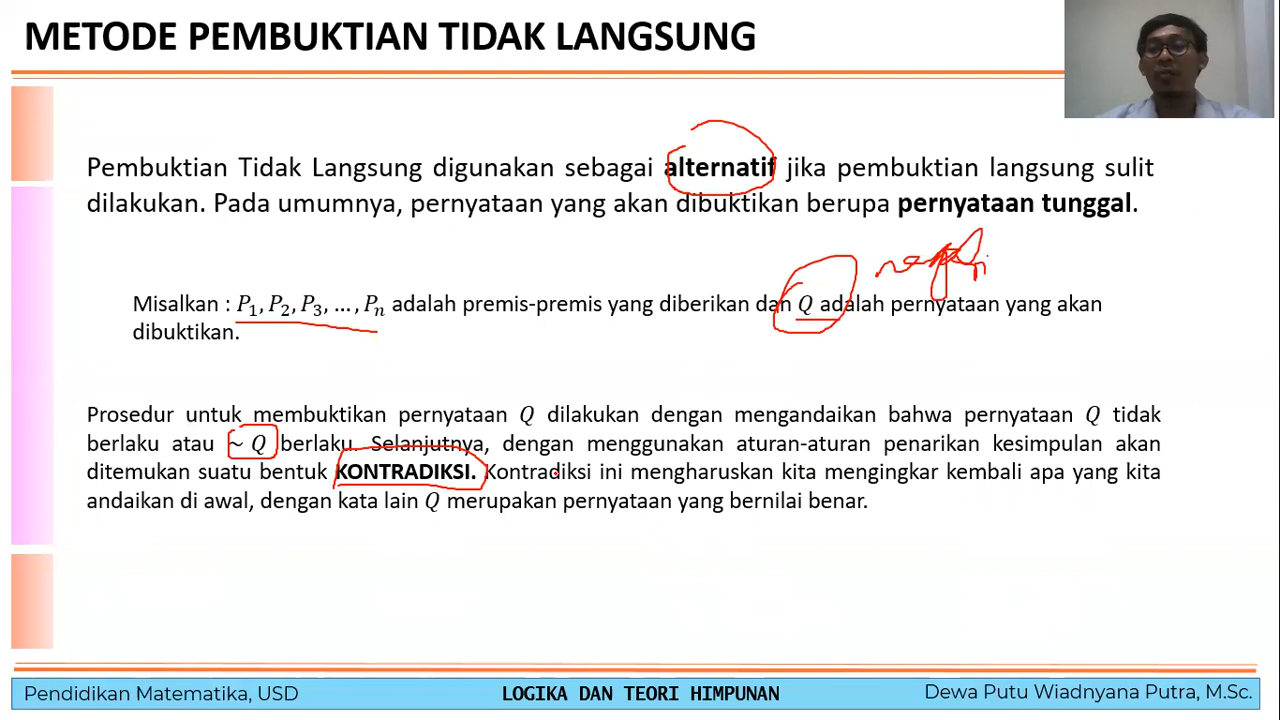 METODE PEMBUKTIAN TIDAK LANGSUNG
Pembuktian Tidak Langsung digunakan sebagai alternatif jika pembuktian langsung sulit
dilakukan. Pada umumnya, pernyataan yang akan dibuktikan berupa pernyataan tunggal.
Misalkan : P₁, P₂, P₃, …, Pₙ adalah premis-premis yang diberikan dan Q adalah pernyataan yang akan
dibuktikan.
Prosedur untuk membuktikan pernyataan Q dilakukan dengan mengandaikan bahwa pernyataan Q tidak
berlaku atau ~ Q berlaku. Selanjutnya, dengan menggunakan aturan-aturan penarikan kesimpulan akan
ditemukan suatu bentuk KONTRADIKSI. Kontradiksi ini mengharuskan kita mengingkar kembali apa yang kita
andaikan di awal, dengan kata lain Q merupakan pernyataan yang bernilai benar.
Pendidikan Matematika, USD
LOGIKA DAN TEORI HIMPUNAN
Dewa Putu Wiadnyana Putra, M.Sc.